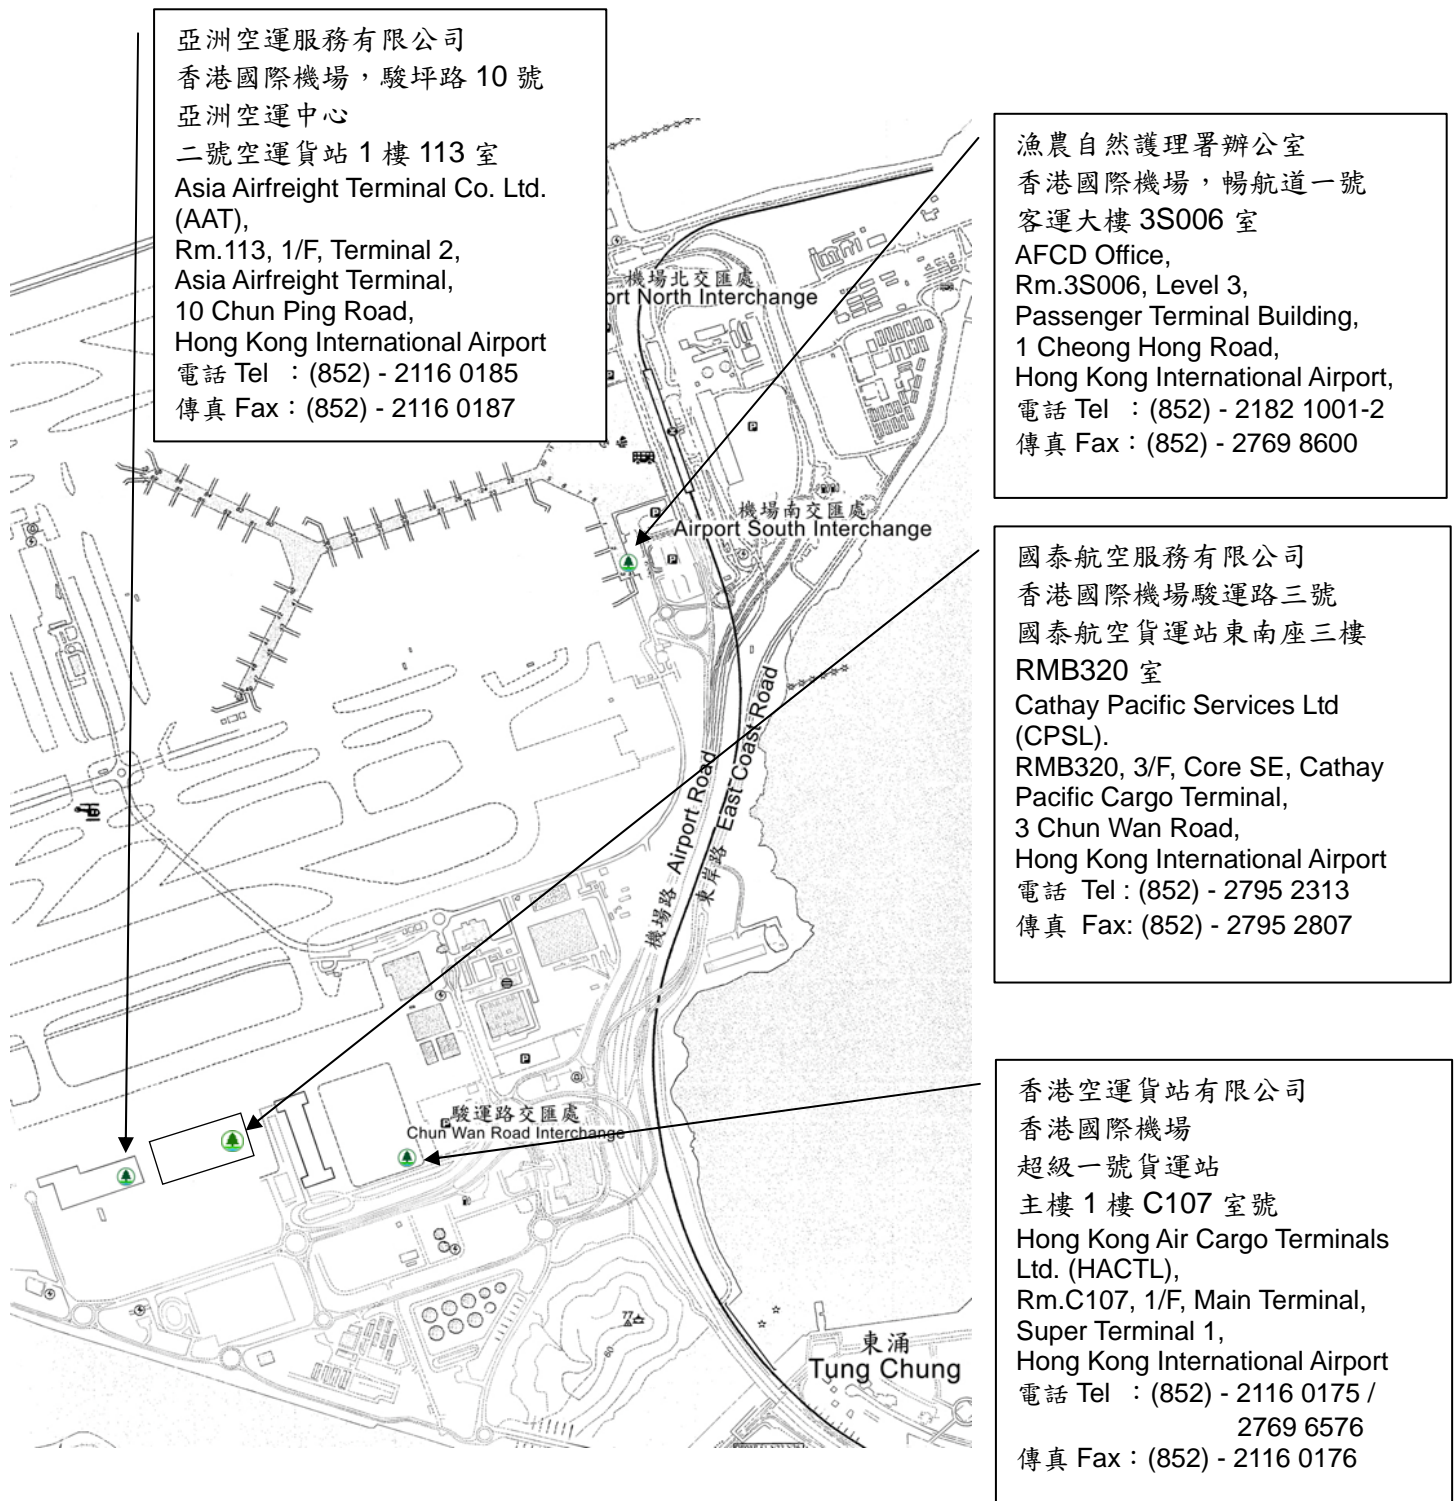 亞洲空運服務有限公司
香港國際機場，駿坪路 10 號
亞洲空運中心
二號空運貨站 1 樓 113 室
Asia Airfreight Terminal Co. Ltd.
(AAT),
Rm.113, 1/F, Terminal 2,
Asia Airfreight Terminal,
10 Chun Ping Road,
Hong Kong International Airport
電話 Tel ：(852) - 2116 0185
傳真 Fax：(852) - 2116 0187
漁農自然護理署辦公室
香港國際機場，暢航道一號
客運大樓 3S006 室
AFCD Office,
Rm.3S006, Level 3,
Passenger Terminal Building,
1 Cheong Hong Road,
Hong Kong International Airport,
電話 Tel ：(852) - 2182 1001-2
傳真 Fax：(852) - 2769 8600
國泰航空服務有限公司
香港國際機場駿運路三號
國泰航空貨運站東南座三樓
RMB320 室
Cathay Pacific Services Ltd
(CPSL).
RMB320, 3/F, Core SE, Cathay
Pacific Cargo Terminal,
3 Chun Wan Road,
Hong Kong International Airport
電話 Tel : (852) - 2795 2313
傳真 Fax: (852) - 2795 2807
香港空運貨站有限公司
香港國際機場
超級一號貨運站
主樓 1 樓 C107 室號
Hong Kong Air Cargo Terminals
Ltd. (HACTL),
Rm.C107, 1/F, Main Terminal,
Super Terminal 1,
Hong Kong International Airport
電話 Tel ：(852) - 2116 0175 /
2769 6576
傳真 Fax：(852) - 2116 0176
機場北交匯處
ort North Interchange
機場南交匯處
Airport South Interchange
機場路 Airport Road
東岸路 East Coast Road
駿運路交匯處
Chun Wan Road Interchange
77
60
東涌
Tung Chung
P
P
P
P
P
P